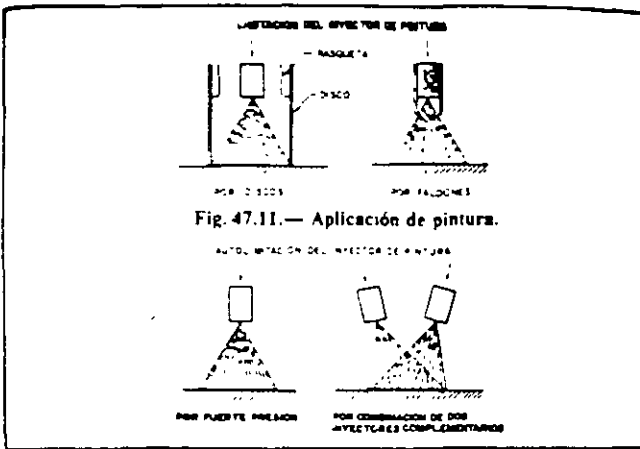 LIMITACION DEL INYECTOR DE PINTURA
RASQUETA
DISCO
POR DISCOS
POR FALDONES
Fig. 47.11.— Aplicación de pintura.
AUTOLIMITACION DEL INYECTOR DE PINTURA
POR FUERTE PRESION
POR COMBINACION DE DOS
INYECTORES COMPLEMENTARIOS